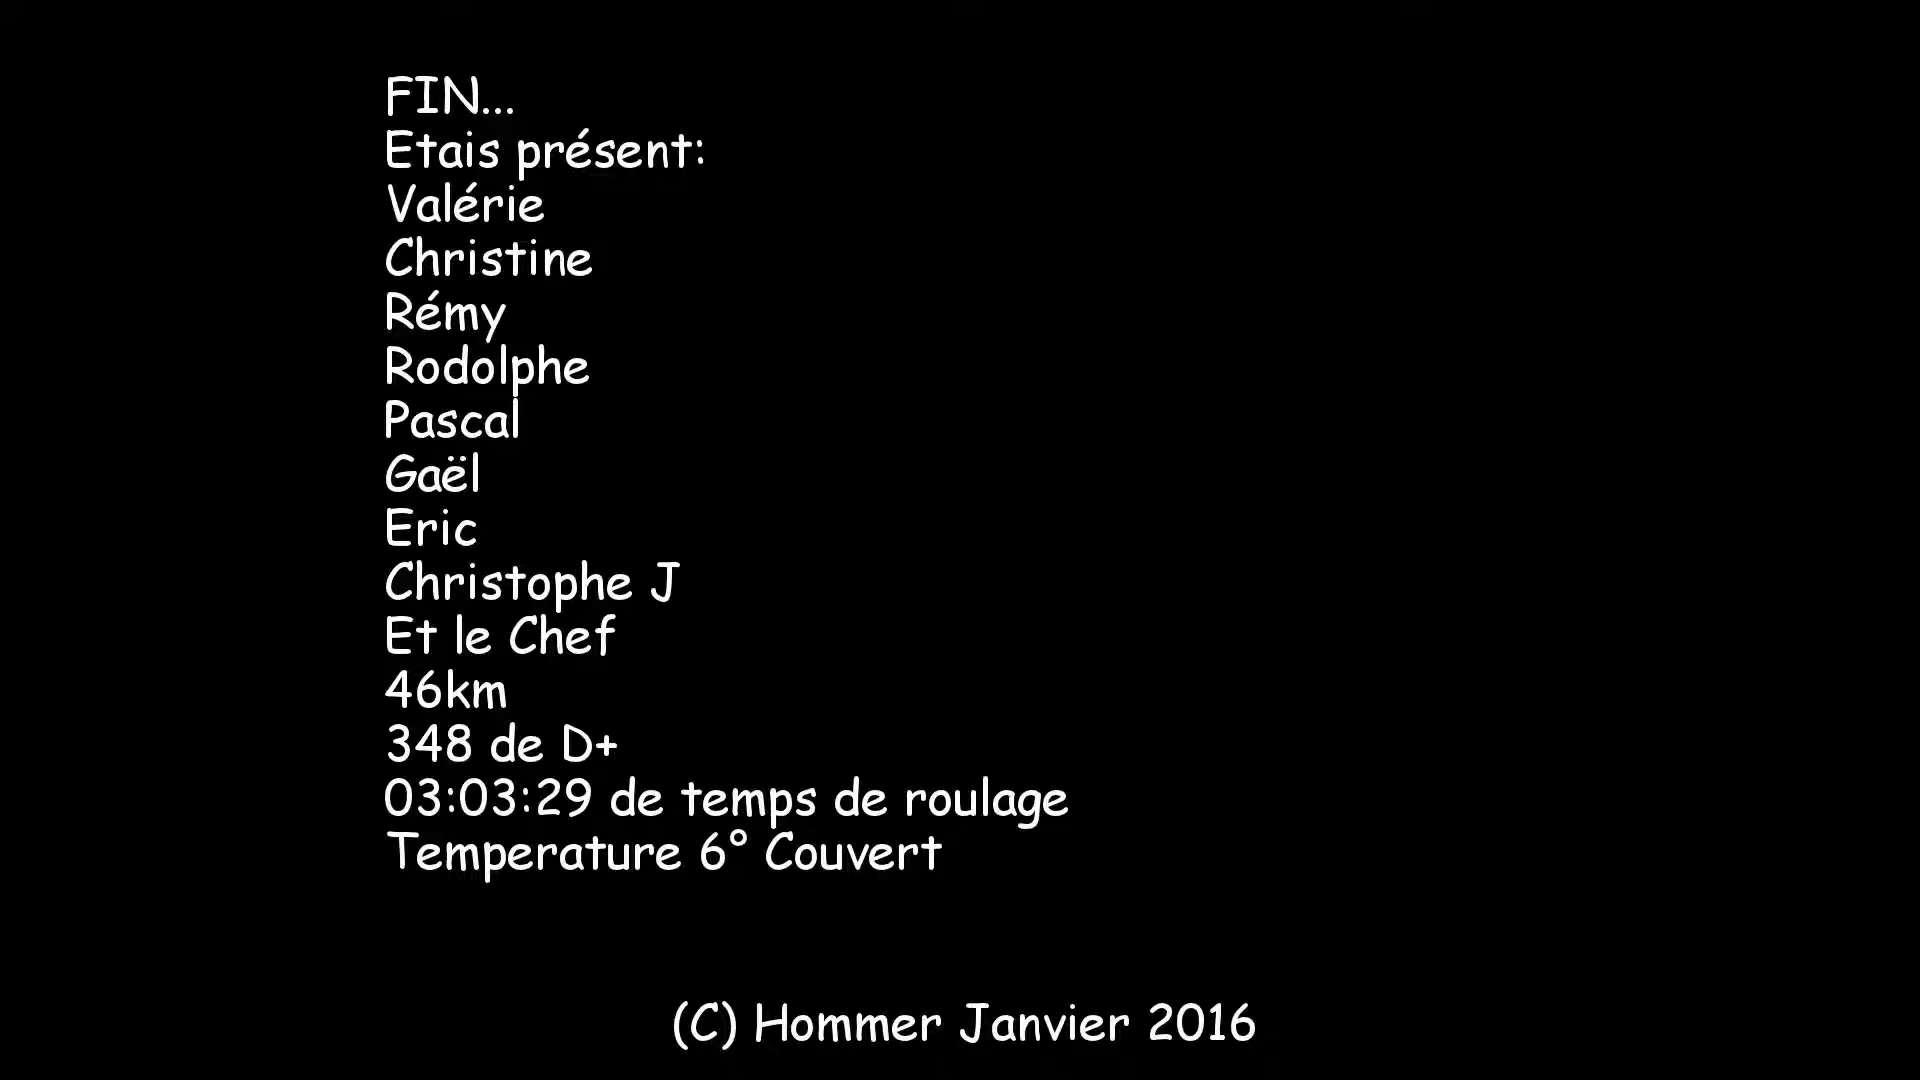 FIN...
Etais présent:
Valérie
Christine
Rémy
Rodolphe
Pascal
Gaël
Eric
Christophe J
Et le Chef
46km
348 de D+
03:03:29 de temps de roulage
Temperature 6° Couvert
(C) Hommer Janvier 2016